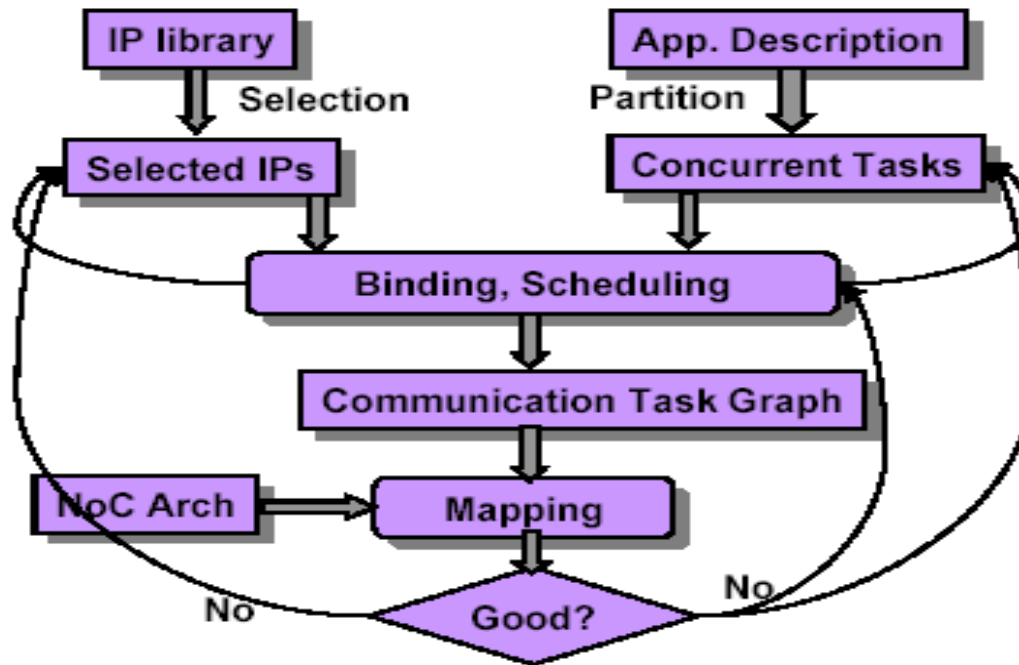 IP library
App. Description
Selection
Partition
Selected IPs
Concurrent Tasks
Binding, Scheduling
Communication Task Graph
NoC Arch
Mapping
No
Good?
No